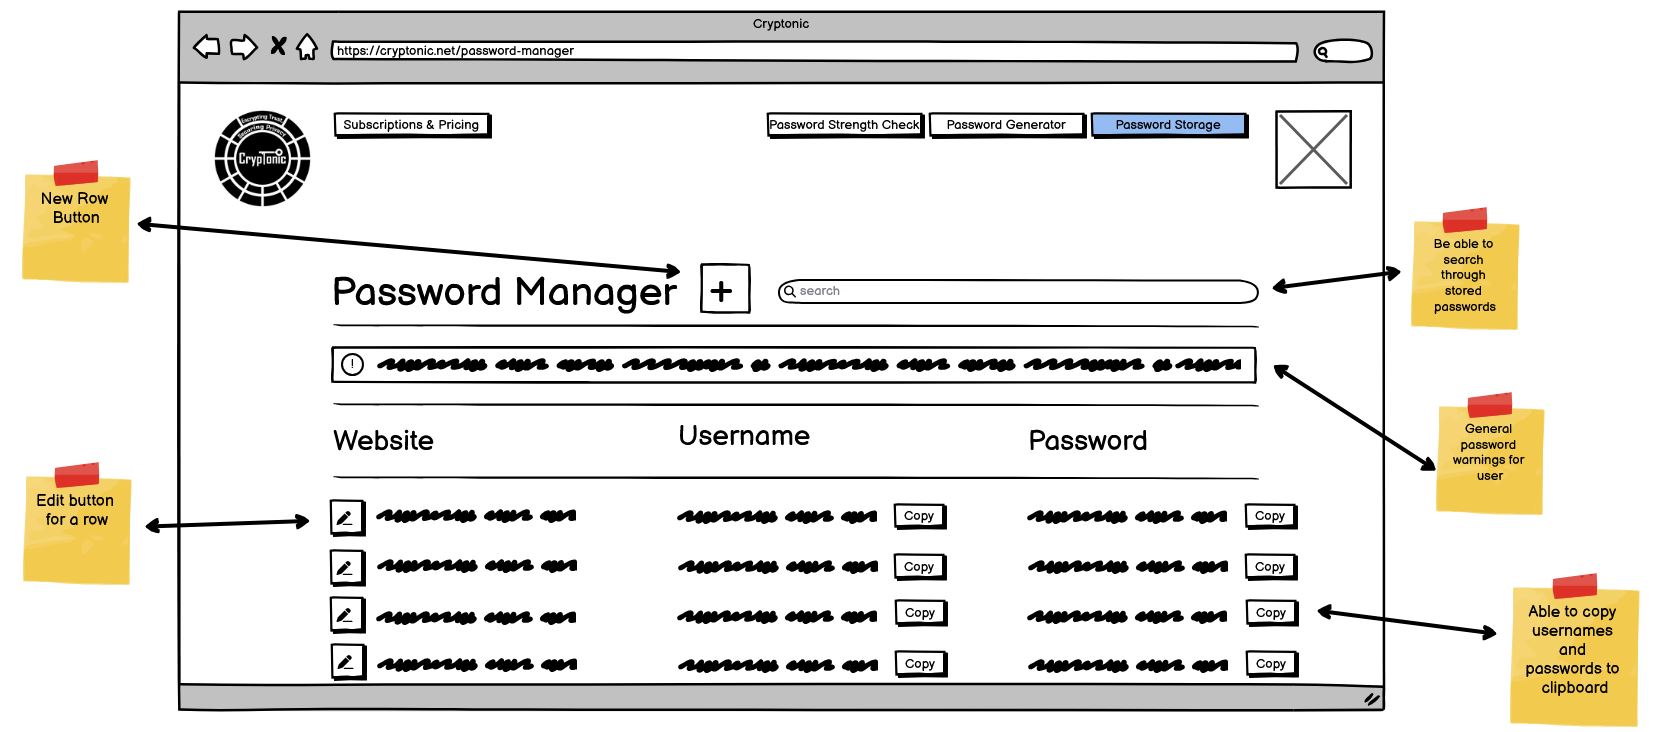 Cryptonic
https://cryptonic.net/password-manager
Encrypting Trust,
Securing Privacy
CrypTonic
Subscriptions & Pricing
Password Strength Check
Password Generator
Password Storage
New Row
Button
Be able to
search
through
stored
passwords
Password Manager
+
search
!
General
password
warnings for
user
Website
Username
Password
Edit button
for a row
Copy
Copy
Copy
Copy
Copy
Copy
Copy
Copy
Able to copy
usernames
and
passwords to
clipboard